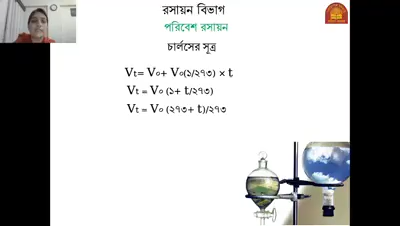 রসায়ন বিভাগ
পরিবেশ রসায়ন
চার্লসের সূত্র
Vt= V০+ V০(১/২৭৩) × t
Vt = V০ (১+ t/২৭৩)
Vt = V০ (২৭৩+ t)/২৭৩